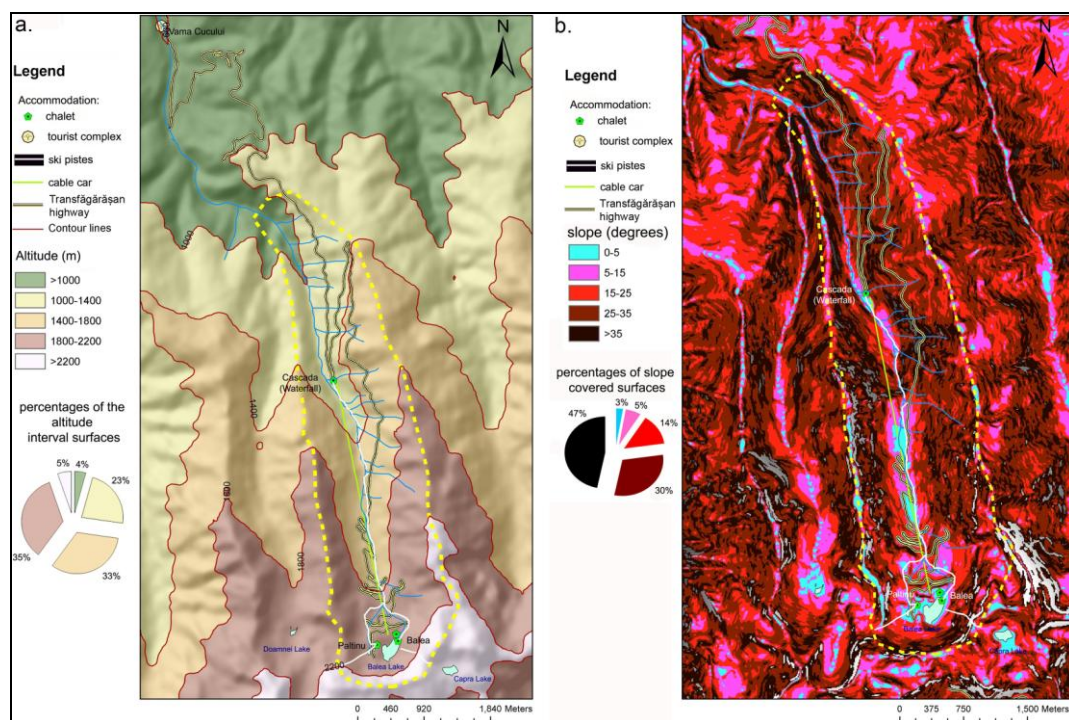 a.
N
Vama Cucului
Legend
Accommodation:
chalet
tourist complex
ski pistes
cable car
Transfăgărășan
highway
Contour lines
Altitude (m)
>1000
1000-1400
1400-1800
1800-2200
>2200
percentages of the
altitude
interval surfaces
5%
4%
23%
35%
33%
1000
1400
1800
2200
Cascada
(Waterfall)
Doamnei Lake
Paltinu
Balea
Balea Lake
Capra Lake
0 460 920 1,840 Meters
b.
N
Legend
Accommodation:
chalet
tourist complex
ski pistes
cable car
Transfăgărășan
highway
slope (degrees)
0-5
5-15
15-25
25-35
>35
percentages of slope
covered surfaces
47%
3%
5%
14%
30%
Cascada
(Waterfall)
Paltinu
Balea
Balea Lake
Capra Lake
0 375 750 1,500 Meters